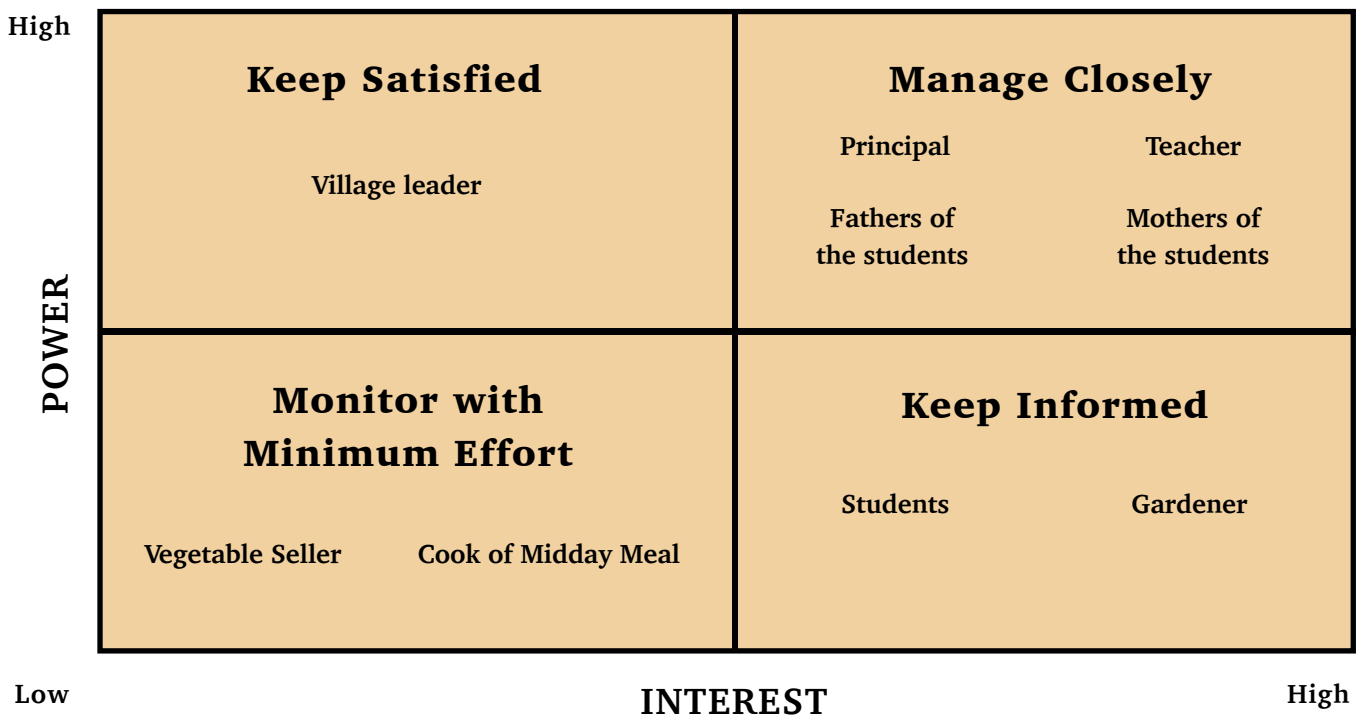 High
Keep Satisfied
Village leader
Manage Closely
Principal
Teacher
Fathers of
the students
Mothers of
the students
POWER
Monitor with
Minimum Effort
Vegetable Seller
Cook of Midday Meal
Keep Informed
Students
Gardener
Low
INTEREST
High